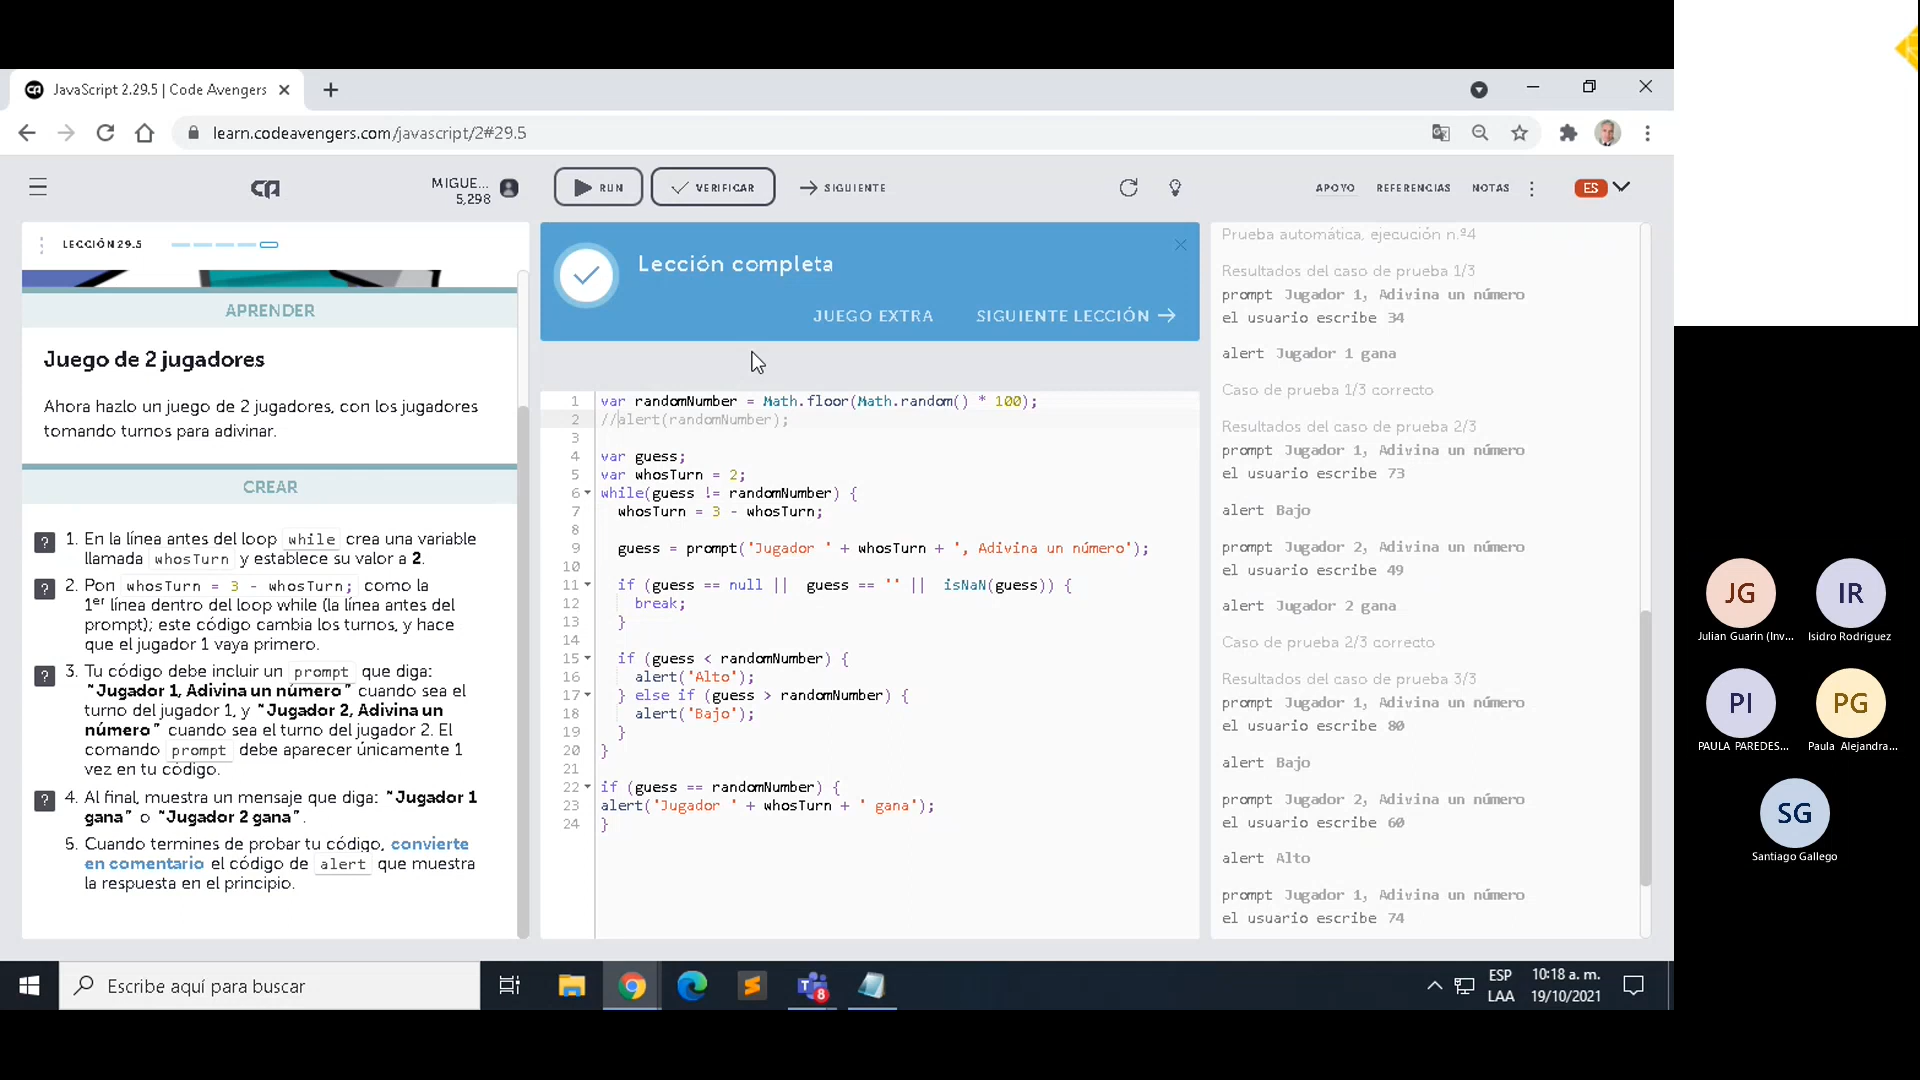 JavaScript 2.29.5 | Code Avengers
learn.codeavengers.com/javascript/2#29.5
MIGUE...
5,298
RUN
VERIFICAR
SIGUIENTE
APOYO
REFERENCIAS
NOTAS
ES
LECCIÓN 29.5
APRENDER
Juego de 2 jugadores
Ahora hazlo un juego de 2 jugadores, con los jugadores
tomando turnos para adivinar.
CREAR
? 1. En la línea antes del loop while crea una variable
llamada whosTurn y establece su valor a 2.
? 2. Pon whosTurn = 3 - whosTurn; como la
1er línea dentro del loop while (la línea antes del
prompt); este código cambia los turnos, y hace
que el jugador 1 vaya primero.
? 3. Tu código debe incluir un prompt que diga:
"Jugador 1, Adivina un número" cuando sea el
turno del jugador 1, y "Jugador 2, Adivina un
número" cuando sea el turno del jugador 2. El
comando prompt debe aparecer únicamente 1
vez en tu código.
? 4. Al final, muestra un mensaje que diga: "Jugador 1
gana" o "Jugador 2 gana".
5. Cuando termines de probar tu código, convierte
en comentario el código de alert que muestra
la respuesta en el principio.
Lección completa
JUEGO EXTRA
SIGUIENTE LECCIÓN
1 var randomNumber = Math.floor(Math.random() * 100);
2 //alert(randomNumber);
3
4 var guess;
5 var whosTurn = 2;
6 while(guess != randomNumber) {
7 whosTurn = 3 - whosTurn;
8
9 guess = prompt('Jugador ' + whosTurn + ', Adivina un número');
10
11 if (guess == null || guess == '' || isNaN(guess)) {
12 break;
13 }
14
15 if (guess < randomNumber) {
16 alert('Alto');
17 } else if (guess > randomNumber) {
18 alert('Bajo');
19 }
20 }
21
22 if (guess == randomNumber) {
23 alert('Jugador ' + whosTurn + ' gana');
24 }
Prueba automática, ejecución n.º4
Resultados del caso de prueba 1/3
prompt Jugador 1, Adivina un número
el usuario escribe 34
alert Jugador 1 gana
Caso de prueba 1/3 correcto
Resultados del caso de prueba 2/3
prompt Jugador 1, Adivina un número
el usuario escribe 73
alert Bajo
prompt Jugador 2, Adivina un número
el usuario escribe 49
alert Jugador 2 gana
Caso de prueba 2/3 correcto
Resultados del caso de prueba 3/3
prompt Jugador 1, Adivina un número
el usuario escribe 80
alert Bajo
prompt Jugador 2, Adivina un número
el usuario escribe 60
alert Alto
prompt Jugador 1, Adivina un número
el usuario escribe 74
JG
IR
Julian Guarin (Inv...
Isidro Rodriguez
PI
PG
PAULA PAREDES...
Paula Alejandra...
SG
Santiago Gallego
Escribe aquí para buscar
8
ESP
LAA
10:18 a. m.
19/10/2021